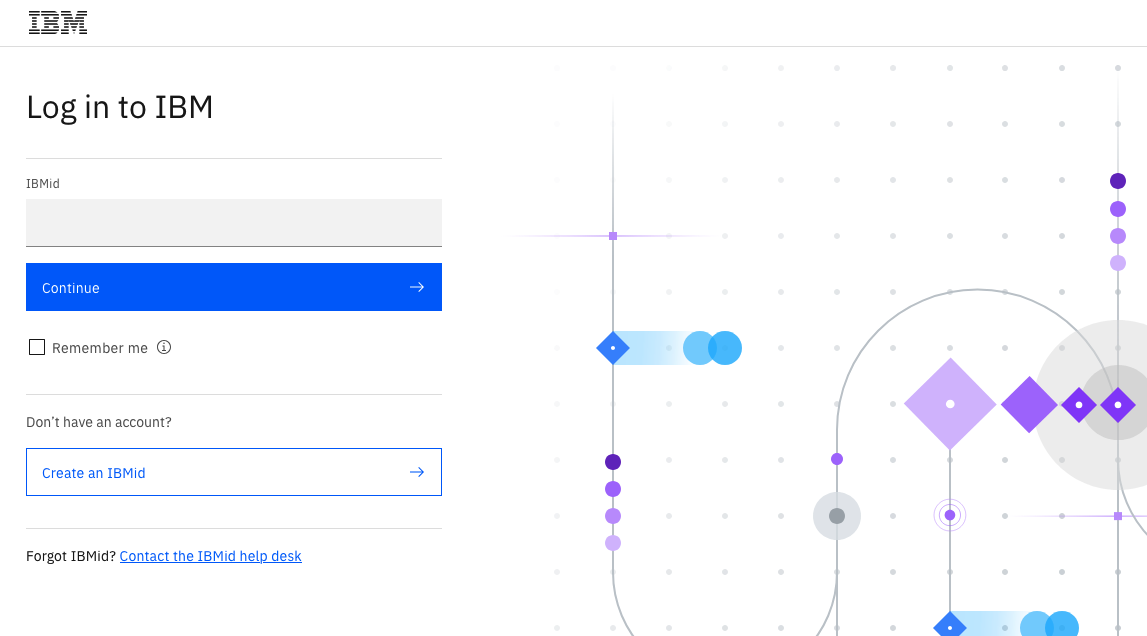 IBM
Log in to IBM
IBMid
Continue
Remember me
Don't have an account?
Create an IBMid
Forgot IBMid? Contact the IBMid help desk